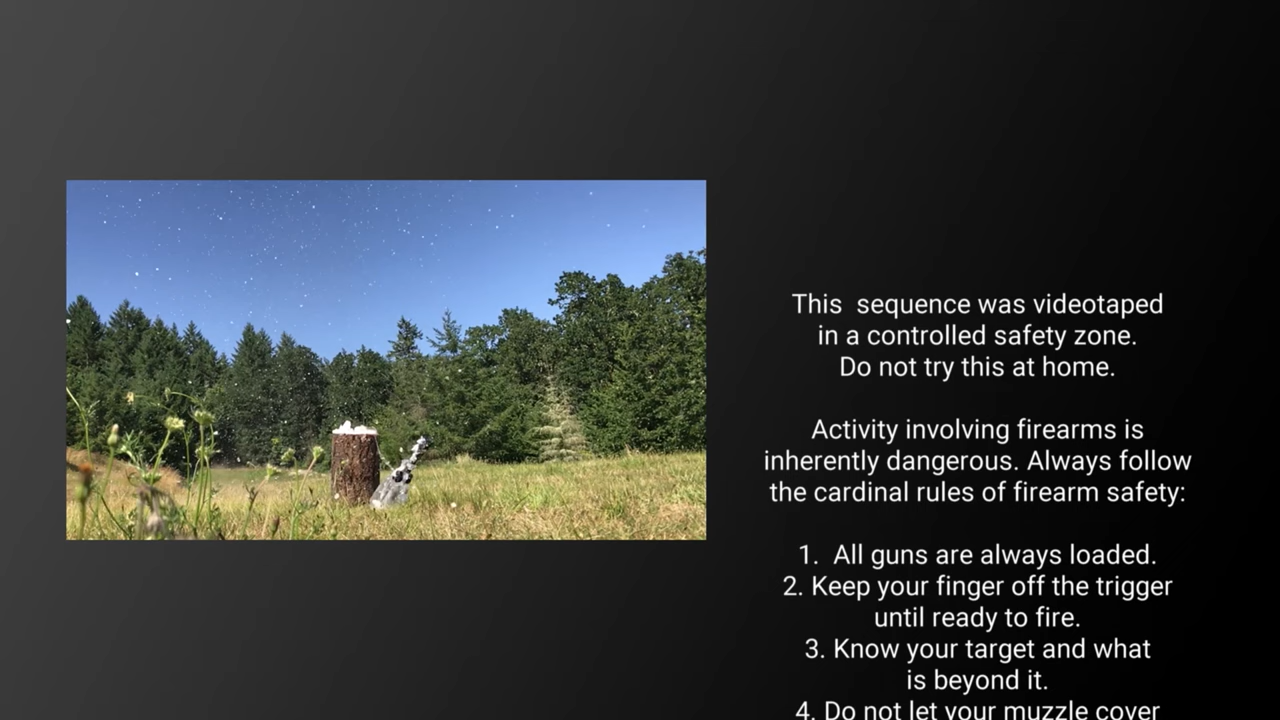 This  sequence was videotaped
in a controlled safety zone.
Do not try this at home.
Activity involving firearms is
inherently dangerous. Always follow
the cardinal rules of firearm safety:
1.  All guns are always loaded.
2. Keep your finger off the trigger
until ready to fire.
3. Know your target and what
is beyond it.
4. Do not let your muzzle cover